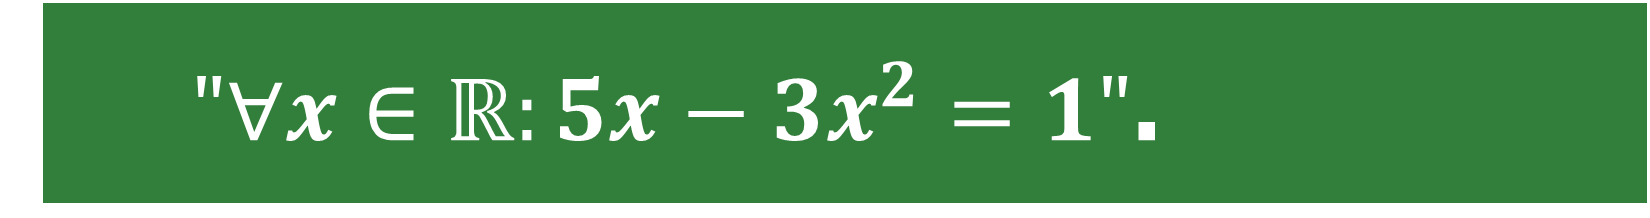 "∀x ∈ ℝ: 5x − 3x² = 1".